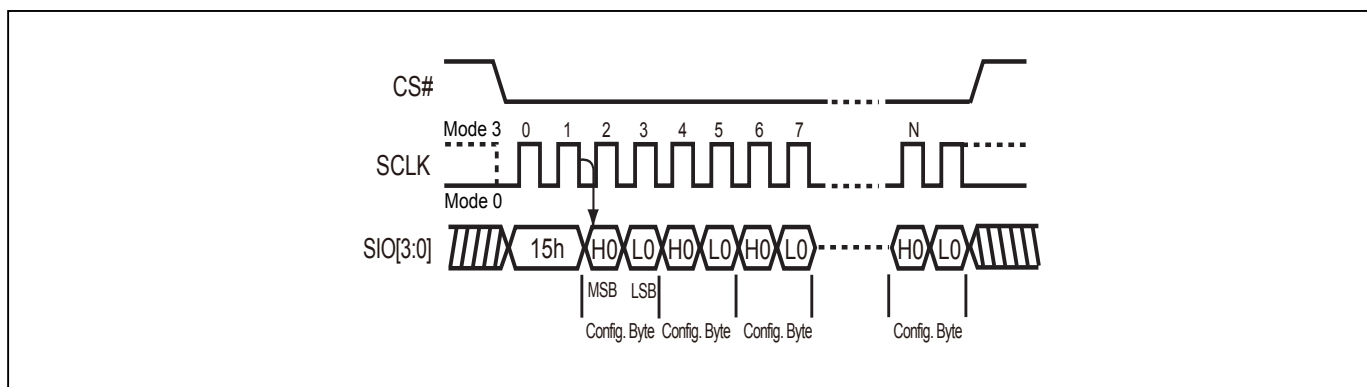 CS#
Mode 3 0 1 2 3 4 5 6 7 N
SCLK
Mode 0
SIO[3:0] 15h H0 L0 H0 L0 H0 L0 H0 L0
MSB LSB
Config. Byte Config. Byte Config. Byte Config. Byte